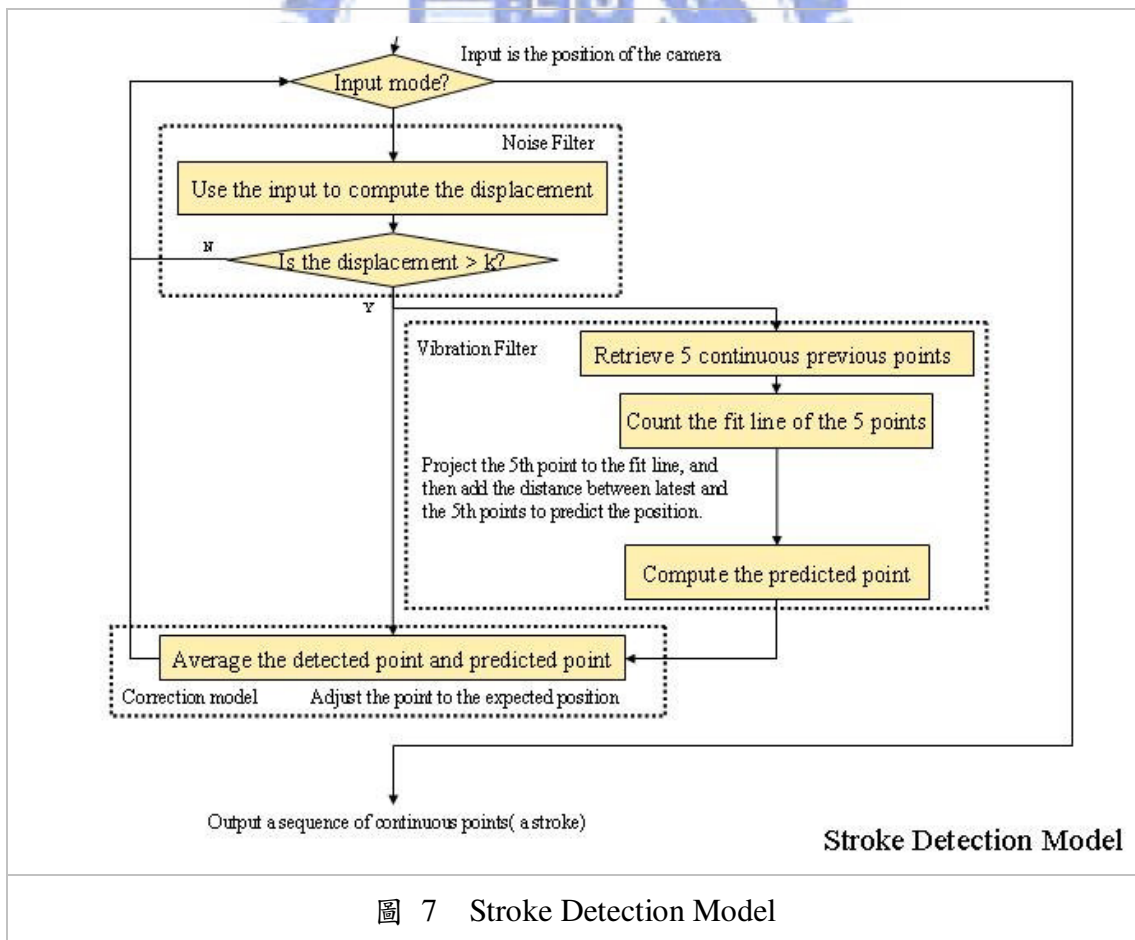 Input is the position of the camera
Input mode?
Noise Filter
Use the input to compute the displacement
N
Is the displacement > k?
Y
Vibration Filter
Retrieve 5 continuous previous points
Count the fit line of the 5 points
Project the 5th point to the fit line, and
then add the distance between latest and
the 5th points to predict the position.
Compute the predicted point
Average the detected point and predicted point
Correction model
Adjust the point to the expected position
Output a sequence of continuous points( a stroke)
Stroke Detection Model
圖 7 Stroke Detection Model